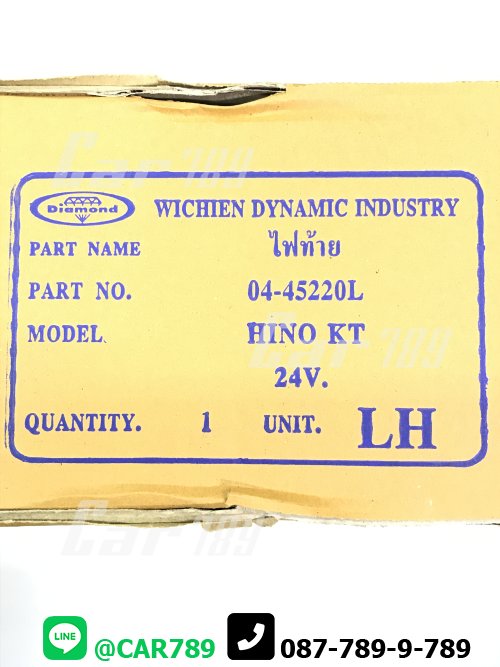 Car789
Diamond WICHIEN DYNAMIC INDUSTRY
PART NAME ไฟท้าย
PART NO. 04-45220L
MODEL. HINO KT
Car789
24V.
QUANTITY. 1 UNIT. LH
Car789
LINE @CAR789 087-789-9-789